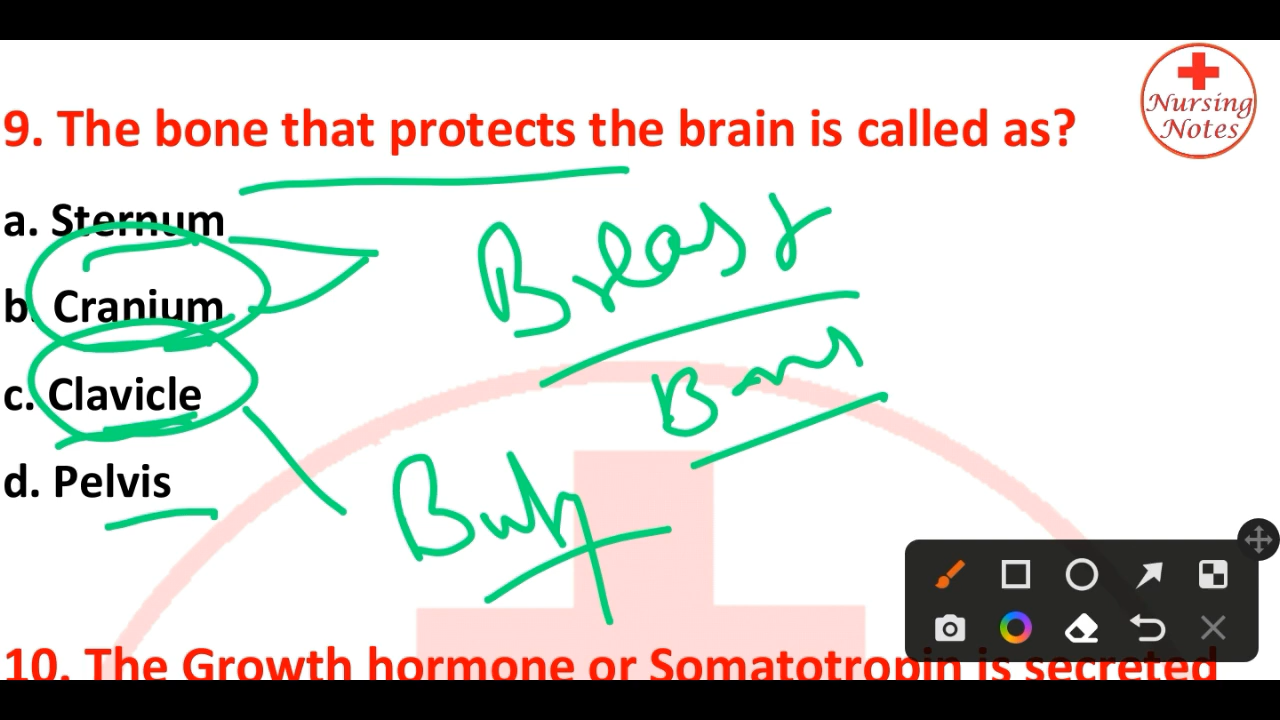 Nursing
Notes
9. The bone that protects the brain is called as?
a. Sternum
b. Cranium
c. Clavicle
d. Pelvis
Breast
10. The Growth hormone or Somatotropin is secreted